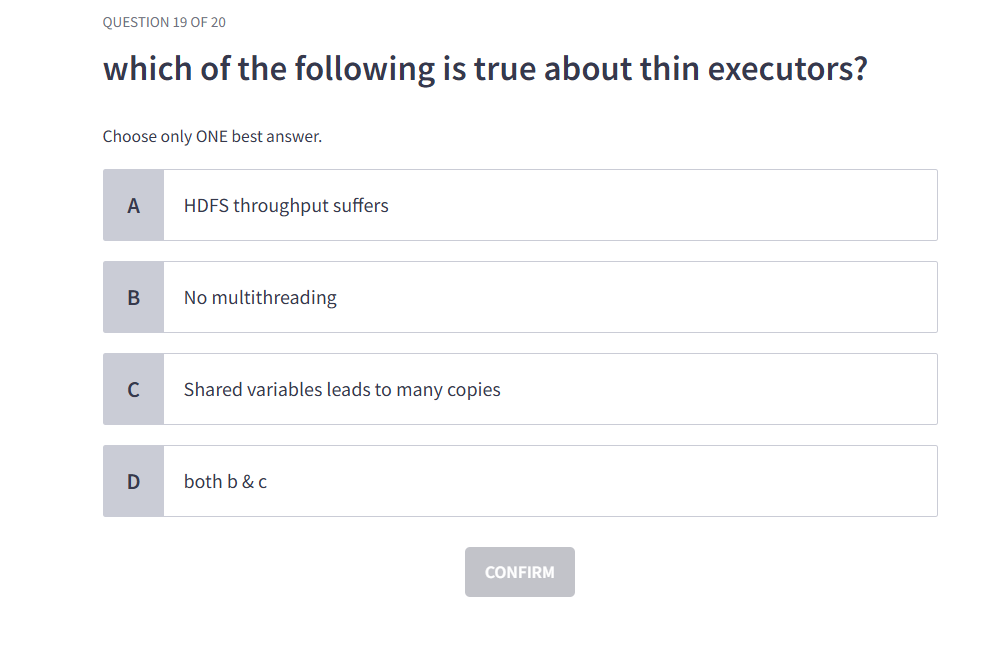 QUESTION 19 OF 20
which of the following is true about thin executors?
Choose only ONE best answer.
A HDFS throughput suffers
B No multithreading
C Shared variables leads to many copies
D both b & c
CONFIRM